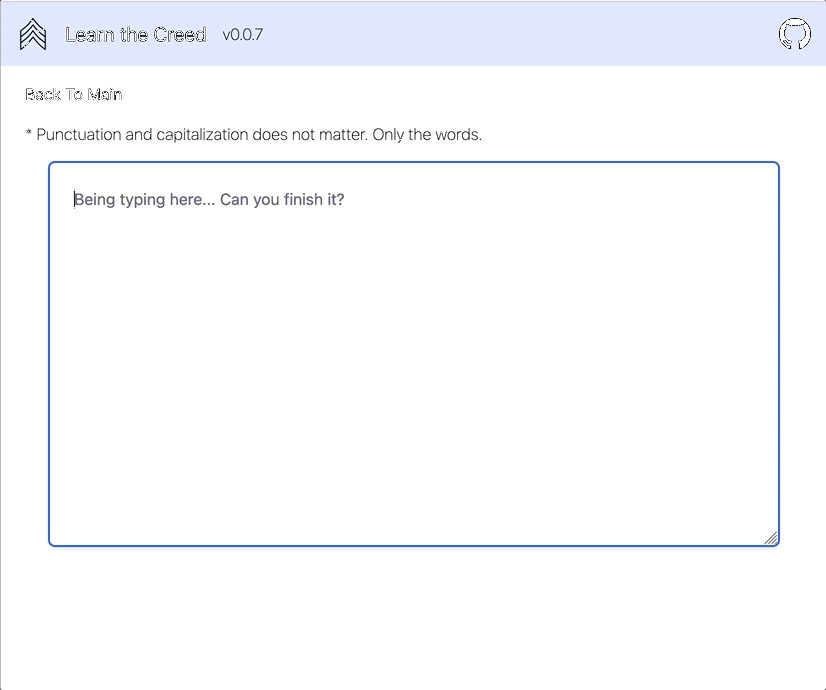 Learn the Creed v0.0.7
Back To Main
* Punctuation and capitalization does not matter. Only the words.
Being typing here... Can you finish it?